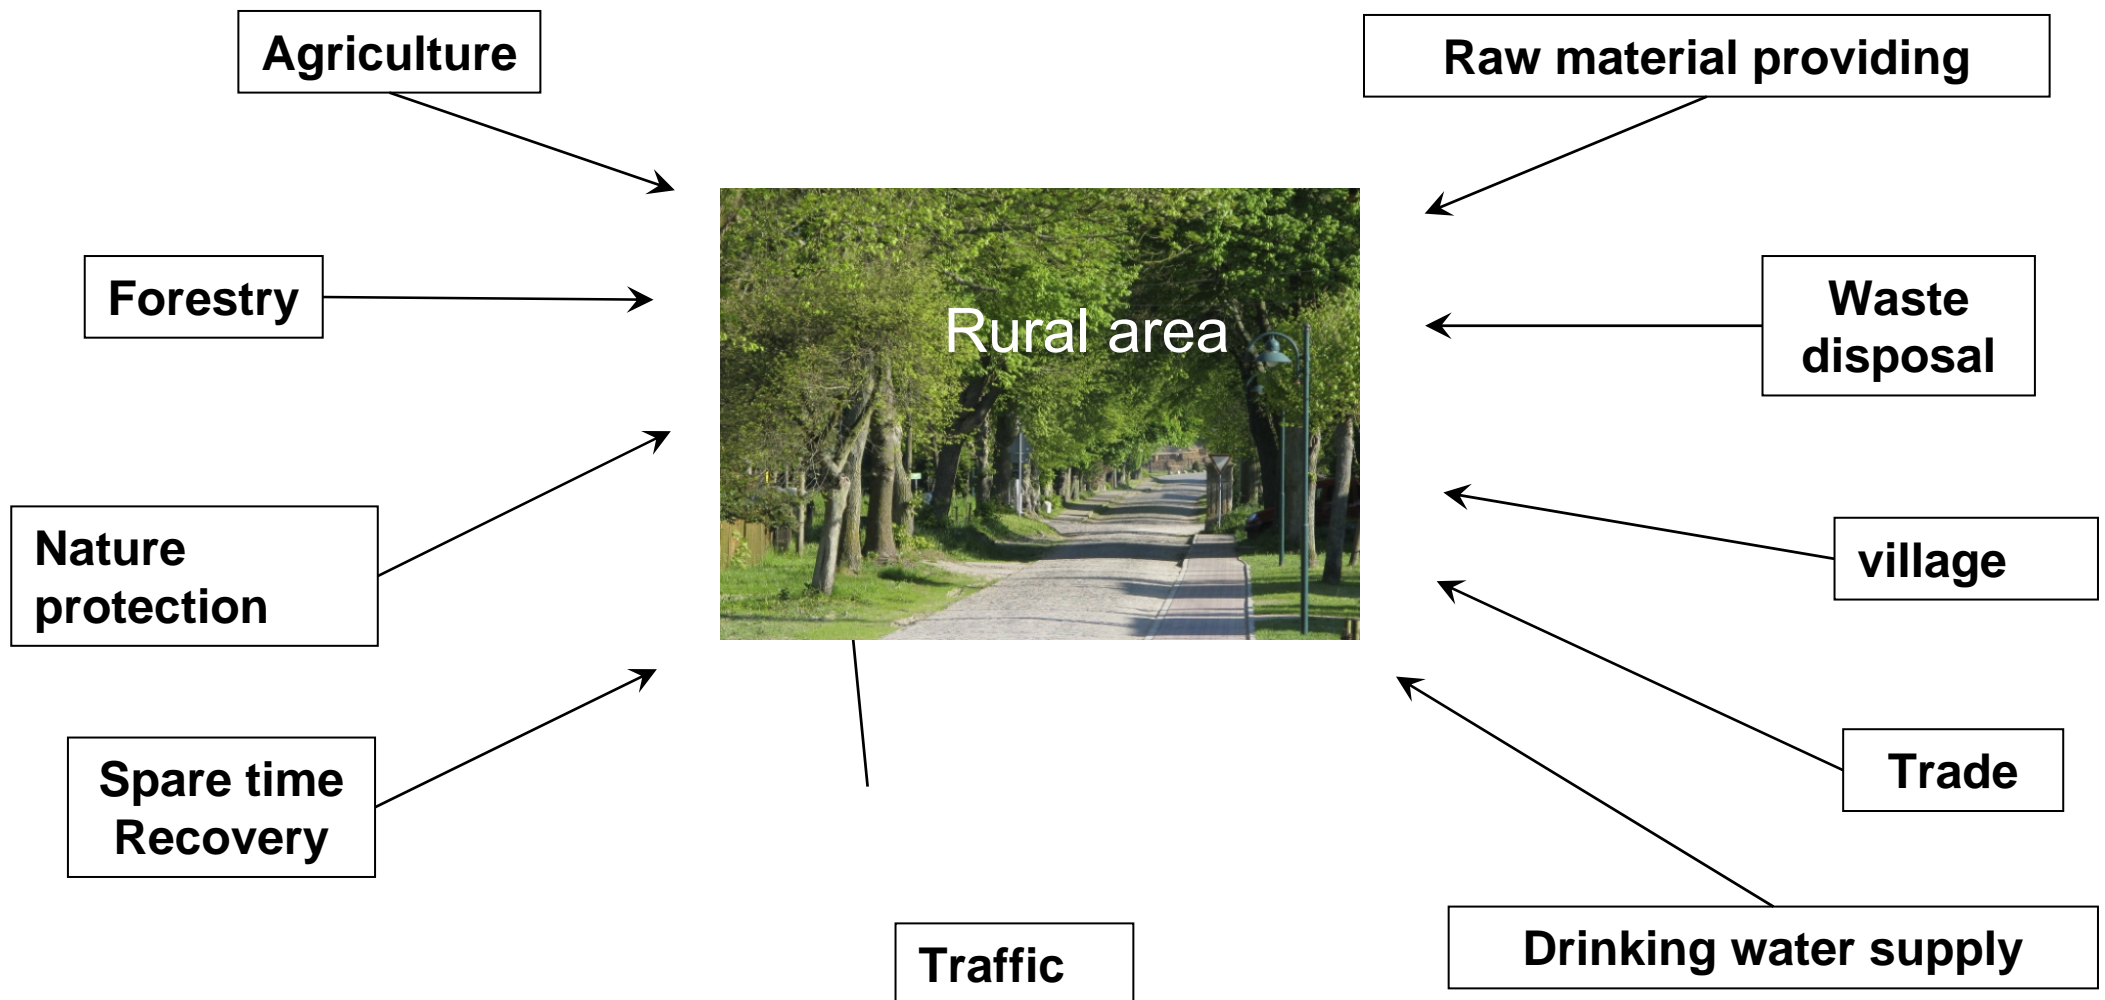 Agriculture
Raw material providing
Forestry
Rural area
Waste
disposal
Nature
protection
village
Spare time
Recovery
Trade
Traffic
Drinking water supply